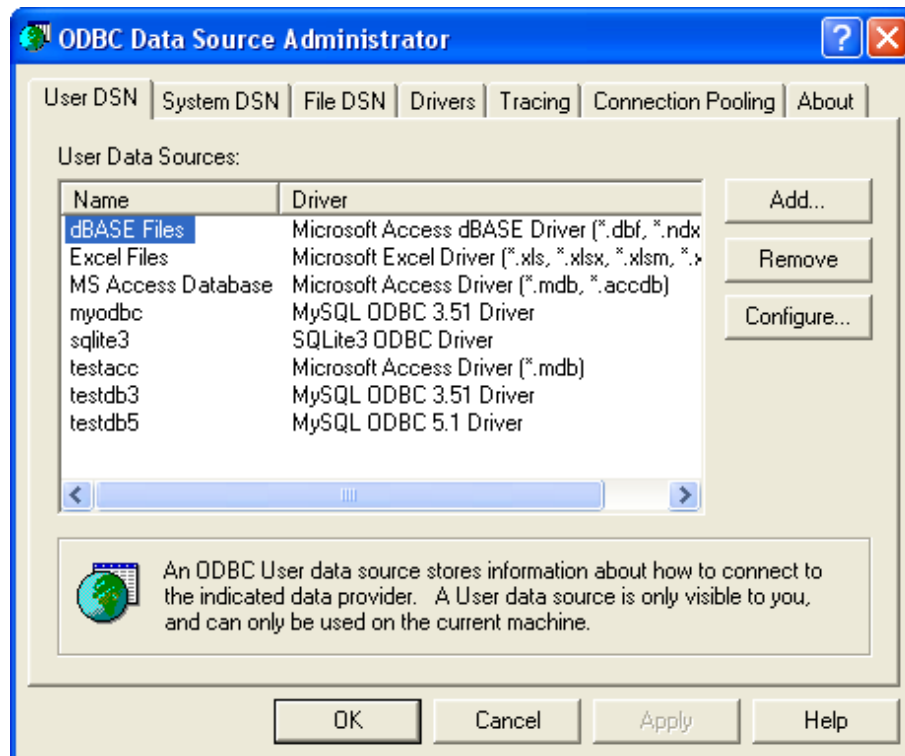 ODBC Data Source Administrator
User DSN System DSN File DSN Drivers Tracing Connection Pooling About
User Data Sources:
Name Driver
dBASE Files Microsoft Access dBASE Driver (*.dbf, *.ndx
Excel Files Microsoft Excel Driver (*.xls, *.xlsx, *.xlsm, *.x
MS Access Database Microsoft Access Driver (*.mdb, *.accdb)
myodbc MySQL ODBC 3.51 Driver
sqlite3 SQLite3 ODBC Driver
testacc Microsoft Access Driver (*.mdb)
testdb3 MySQL ODBC 3.51 Driver
testdb5 MySQL ODBC 5.1 Driver
Add...
Remove
Configure...
An ODBC User data source stores information about how to connect to
the indicated data provider. A User data source is only visible to you,
and can only be used on the current machine.
OK Cancel Apply Help